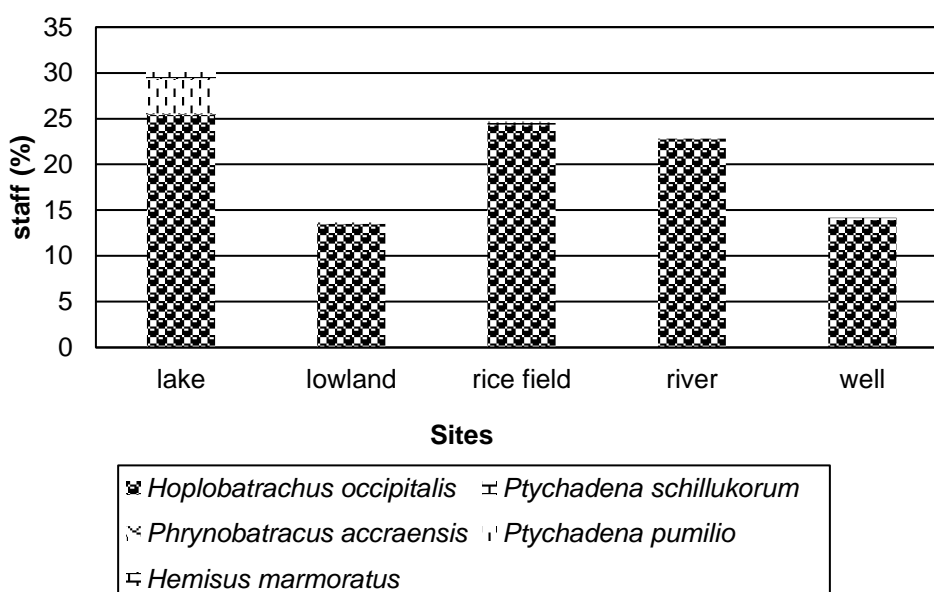 35
30
25
20
15
10
5
0
staff (%)
lake lowland rice field river well
Sites
Hoplobatrachus occipitalis Ptychadena schillukorum
Phrynobatracus accraensis Ptychadena pumilio
Hemisus marmoratus